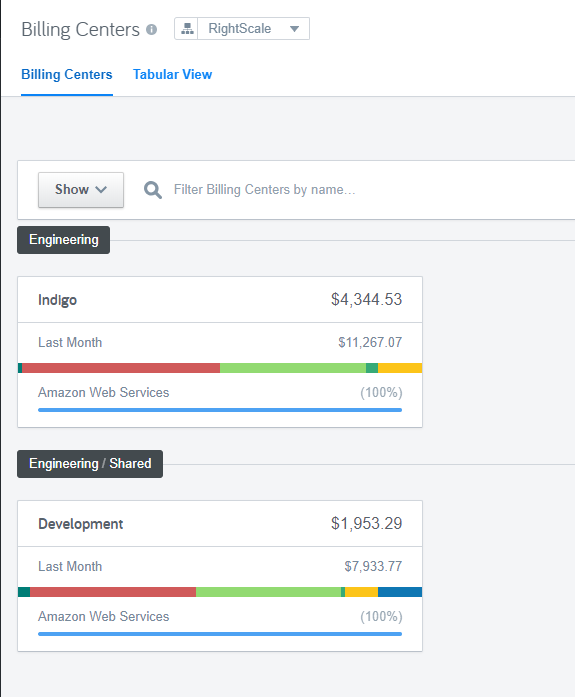 Billing Centers
RightScale
Billing Centers Tabular View
Show
Filter Billing Centers by name...
Engineering
Indigo $4,344.53
Last Month $11,267.07
Amazon Web Services (100%)
Engineering / Shared
Development $1,953.29
Last Month $7,933.77
Amazon Web Services (100%)